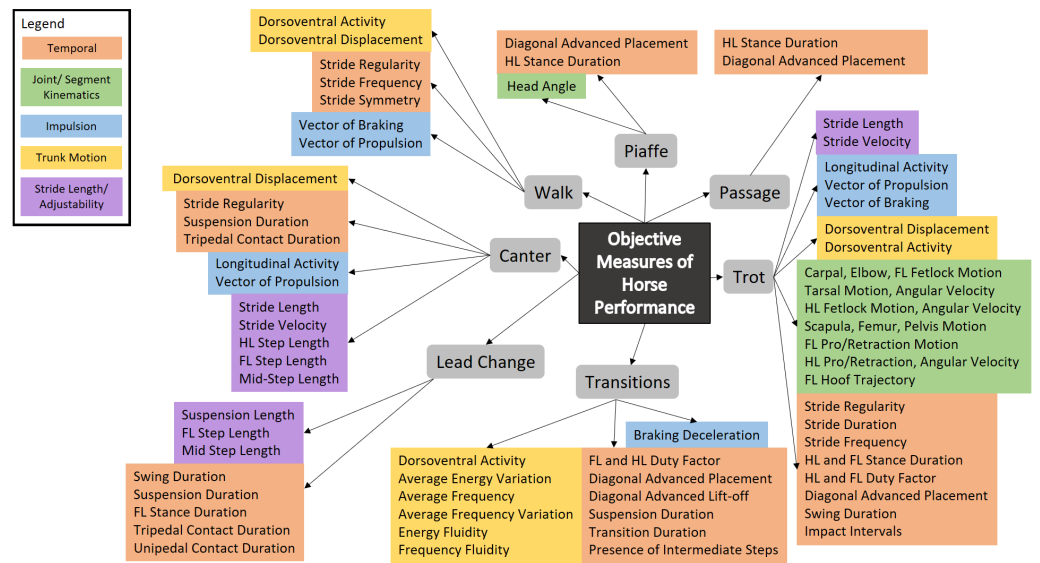 Legend
Temporal
Joint/ Segment
Kinematics
Impulsion
Trunk Motion
Stride Length/
Adjustability
Dorsoventral Activity
Dorsoventral Displacement
Stride Regularity
Stride Frequency
Stride Symmetry
Vector of Braking
Vector of Propulsion
Walk
Diagonal Advanced Placement
HL Stance Duration
Head Angle
Piaffe
HL Stance Duration
Diagonal Advanced Placement
Passage
Objective
Measures of
Horse
Performance
Dorsoventral Displacement
Stride Regularity
Suspension Duration
Tripedal Contact Duration
Longitudinal Activity
Vector of Propulsion
Stride Length
Stride Velocity
HL Step Length
FL Step Length
Mid-Step Length
Canter
Stride Length
Stride Velocity
Longitudinal Activity
Vector of Propulsion
Vector of Braking
Dorsoventral Displacement
Dorsoventral Activity
Carpal, Elbow, FL Fetlock Motion
Tarsal Motion, Angular Velocity
HL Fetlock Motion, Angular Velocity
Scapula, Femur, Pelvis Motion
FL Pro/Retraction Motion
HL Pro/Retraction, Angular Velocity
FL Hoof Trajectory
Stride Regularity
Stride Duration
Stride Frequency
HL and FL Stance Duration
HL and FL Duty Factor
Diagonal Advanced Placement
Swing Duration
Impact Intervals
Trot
Lead Change
Suspension Length
FL Step Length
Mid Step Length
Swing Duration
Suspension Duration
FL Stance Duration
Tripedal Contact Duration
Unipedal Contact Duration
Transitions
Braking Deceleration
Dorsoventral Activity
Average Energy Variation
Average Frequency
Average Frequency Variation
Energy Fluidity
Frequency Fluidity
FL and HL Duty Factor
Diagonal Advanced Placement
Diagonal Advanced Lift-off
Suspension Duration
Transition Duration
Presence of Intermediate Steps